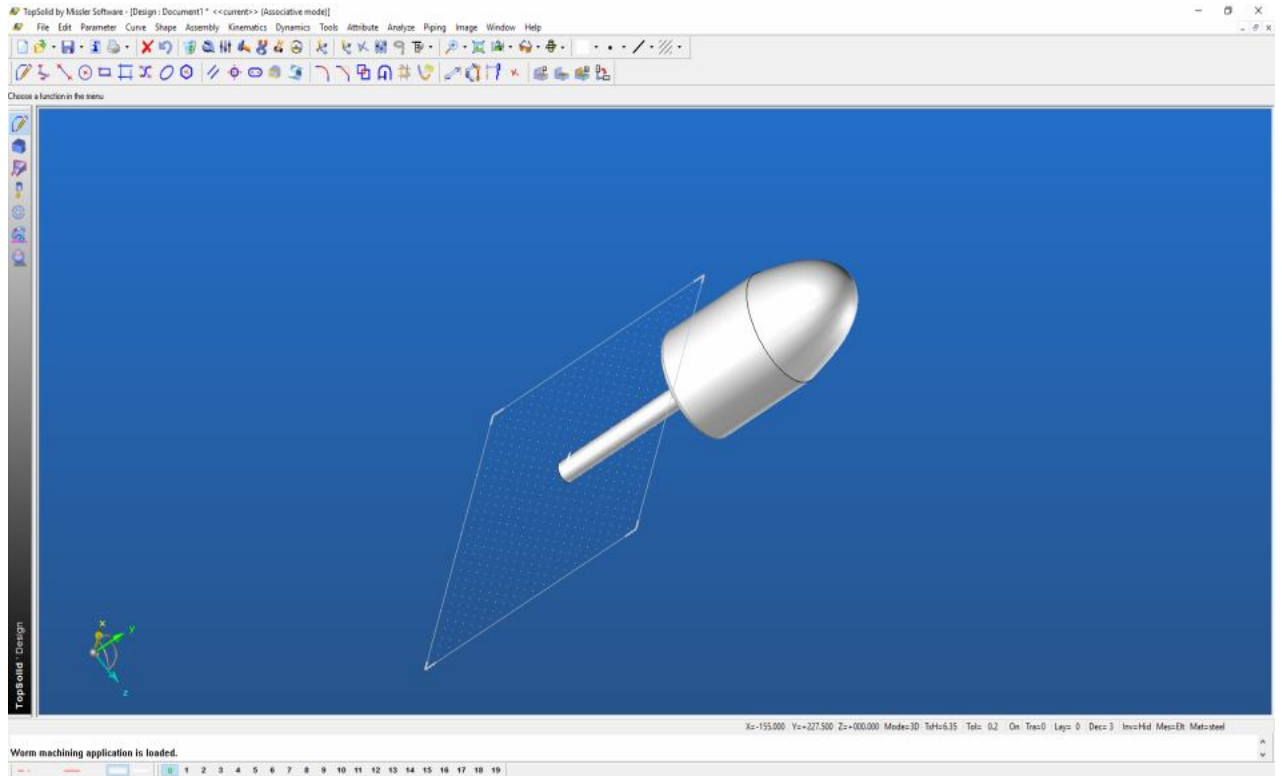 TopSolid by Missler Software - [Design : Document1 * <<current>> (Associative mode)]
File Edit Parameter Curve Shape Assembly Kinematics Dynamics Tools Attribute Analyze Piping Image Window Help
Choose a function in the menu
x
y
z
TopSolid 'Design
X=-155.000 Y=+227.500 Z=+000.000 Mode=3D TxH=6.35 Tol= 0.2 On Tra=0 Lay= 0 Dec= 3 Inv=Hid Mes=Elt Mat=steel
Worm machining application is loaded.
0 1 2 3 4 5 6 7 8 9 10 11 12 13 14 15 16 17 18 19